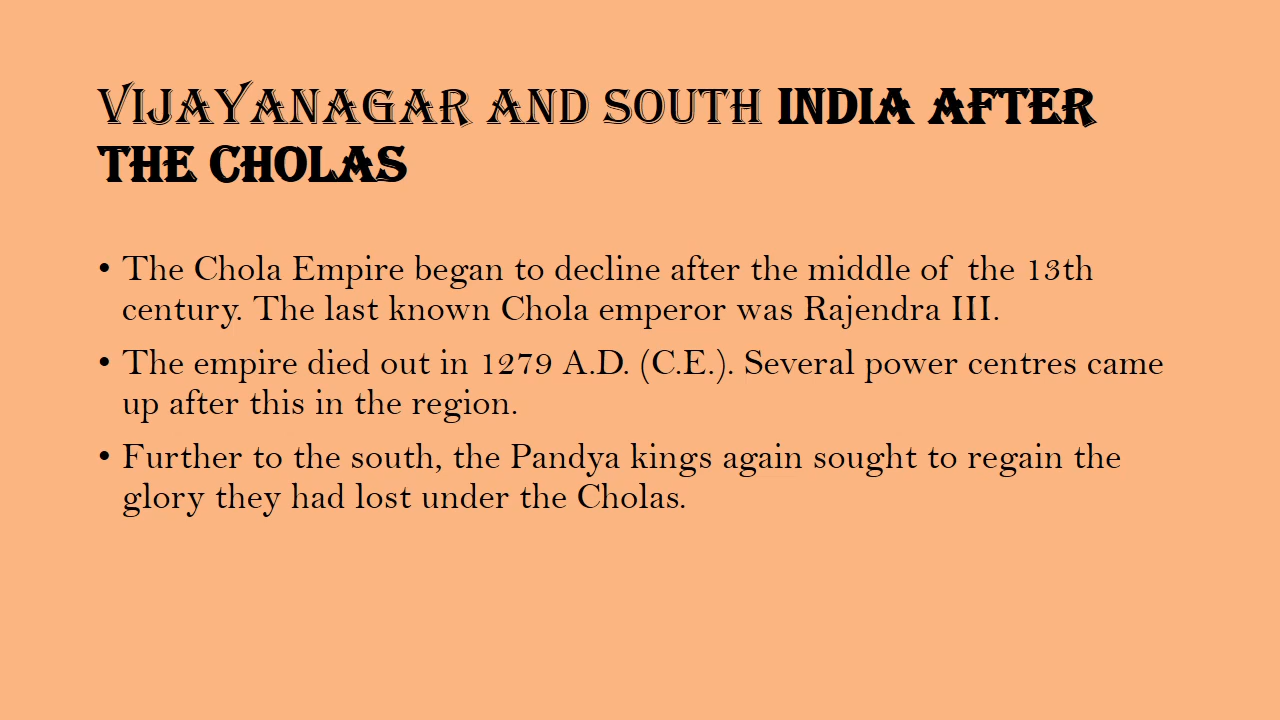 VIJAYANAGAR AND SOUTH INDIA AFTER
THE CHOLAS
• The Chola Empire began to decline after the middle of  the 13th
century. The last known Chola emperor was Rajendra III.
• The empire died out in 1279 A.D. (C.E.). Several power centres came
up after this in the region.
• Further to the south, the Pandya kings again sought to regain the
glory they had lost under the Cholas.